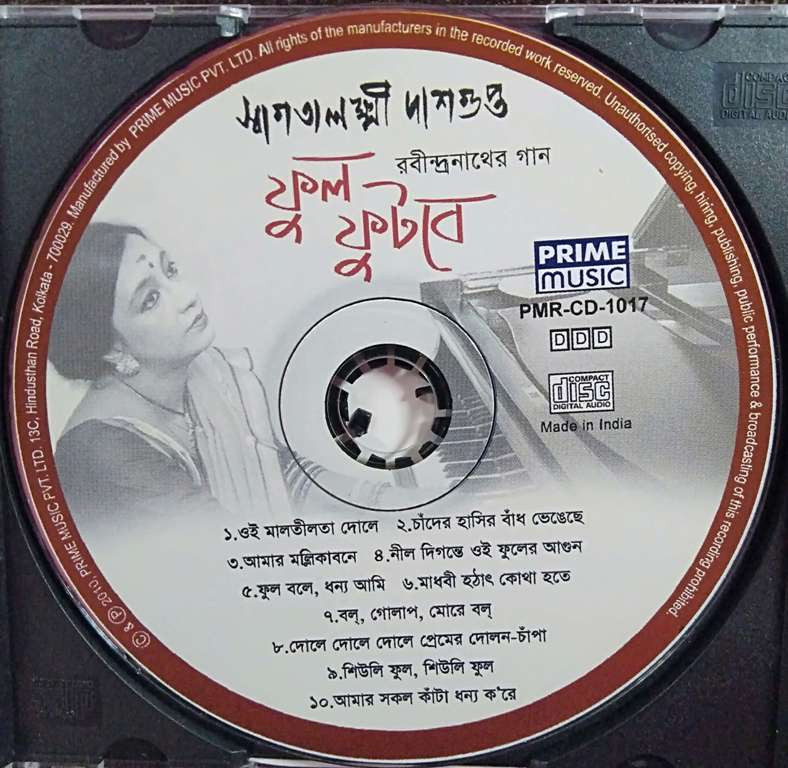 © & ℗ 2010, PRIME MUSIC PVT. LTD. 13C, Hindusthan Road, Kolkata - 700029. Manufactured by PRIME MUSIC PVT. LTD. All rights of the manufacturers in the recorded work reserved. Unauthorised copying, hiring, publishing, public performance & broadcasting of this recording prohibited.
স্বাগতালক্ষ্মী দাশগুপ্ত
রবীন্দ্রনাথের গান
ফুল
ফুটবে
PRIME
MUSIC
PMR-CD-1017
DDD
COMPACT
disc
DIGITAL AUDIO
Made in India
১.ওই মালতীলতা দোলে ২.চাঁদের হাসির বাঁধ ভেঙেছে
৩.আমার মল্লিকাবনে ৪.নীল দিগন্তে ওই ফুলের আগুন
৫.ফুল বলে, ধন্য আমি ৬.মাধবী হঠাৎ কোথা হতে
৭.বল্, গোলাপ, মোরে বল্
৮.দোলে দোলে দোলে প্রেমের দোলন-চাঁপা
৯.শিউলি ফুল, শিউলি ফুল
১০.আমার সকল কাঁটা ধন্য ক'রে
COMPACT
disc
DIGITAL AUDIO